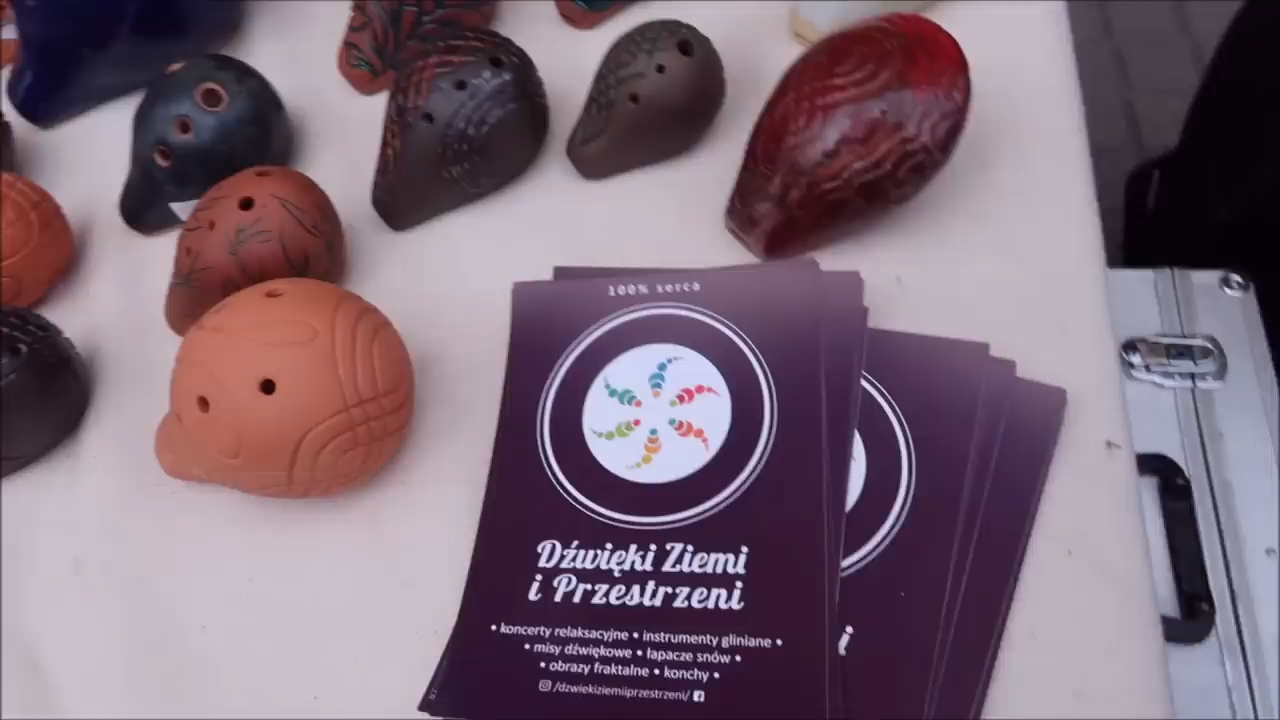 100% serca
Dźwięki Ziemi
i Przestrzeni
• koncerty relaksacyjne • instrumenty gliniane •
• misy dźwiękowe • łapacze snów •
• obrazy fraktalne • konchy •
/dzwiekiziemiiprzestrzeni/
i